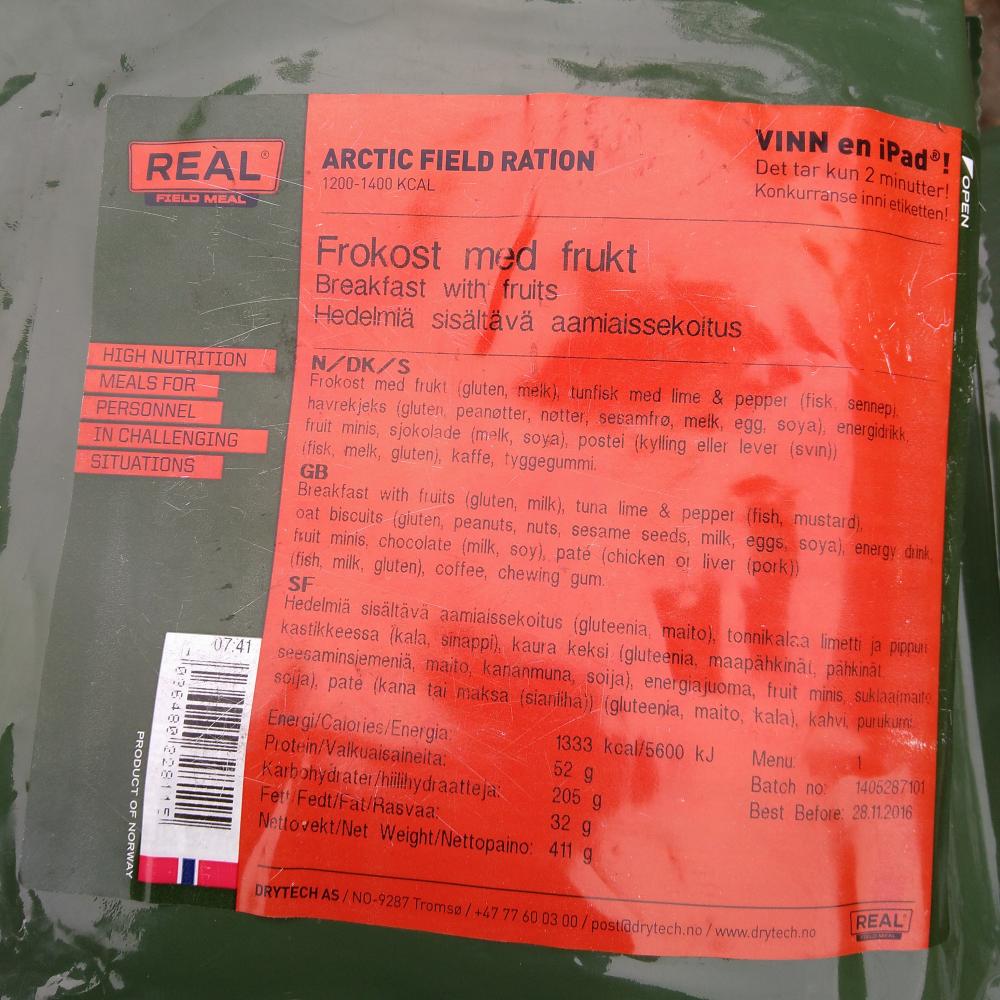 REAL®
FIELD MEAL
ARCTIC FIELD RATION
1200-1400 KCAL
VINN en iPad®!
Det tar kun 2 minutter!
Konkurranse inni etiketten!
OPEN
Frokost med frukt
Breakfast with fruits
Hedelmiä sisältävä aamiaissekoitus
HIGH NUTRITION
MEALS FOR
PERSONNEL
IN CHALLENGING
SITUATIONS
N/DK/S
Frokost med frukt (gluten, melk), tunfisk med lime & pepper (fisk, sennep),
havrekjeks (gluten, peanøtter, nøtter, sesamfrø, melk, egg, soya), energidrikk,
fruit minis, sjokolade (melk, soya), postei (kylling eller lever (svin))
(fisk, melk, gluten), kaffe, tyggegummi.
GB
Breakfast with fruits (gluten, milk), tuna lime & pepper (fish, mustard),
oat biscuits (gluten, peanuts, nuts, sesame seeds, milk, eggs, soya), energy drink,
fruit minis, chocolate (milk, soy), paté (chicken or liver (pork))
(fish, milk, gluten), coffee, chewing gum.
SF
Hedelmiä sisältävä aamiaissekoitus (gluteenia, maito), tonnikalaa limetti ja pippuri
kastikkeessa (kala, sinappi), kaura keksi (gluteenia, maapähkinät, pähkinät
seesaminsjemeniä, maito, kananmuna, soija), energiajuoma, fruit minis, suklaa(maito
soija), paté (kana tai maksa (sianliha)) (gluteenia, maito, kala), kahvi, purukumi.
Energi/Calories/Energia: 1333 kcal/5600 kJ
Protein/Valkuaisaineita: 52 g
Karbohydrater/hiilihydraatteja: 205 g
Fett/Fedt/Fat/Rasvaa: 32 g
Nettovekt/Net Weight/Nettopaino: 411 g
Menu: 1
Batch no: 1405287101
Best Before: 28.11.2016
07:41
PRODUCT OF NORWAY
DRYTECH AS / NO-9287 Tromsø / +47 77 60 03 00 / post@drytech.no / www.drytech.no
REAL®
FIELD MEAL